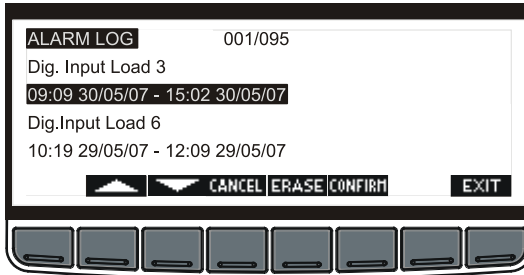 ALARM LOG 001/095
Dig. Input Load 3
09:09 30/05/07 - 15:02 30/05/07
Dig.Input Load 6
10:19 29/05/07 - 12:09 29/05/07
CANCEL ERASE CONFIRM EXIT